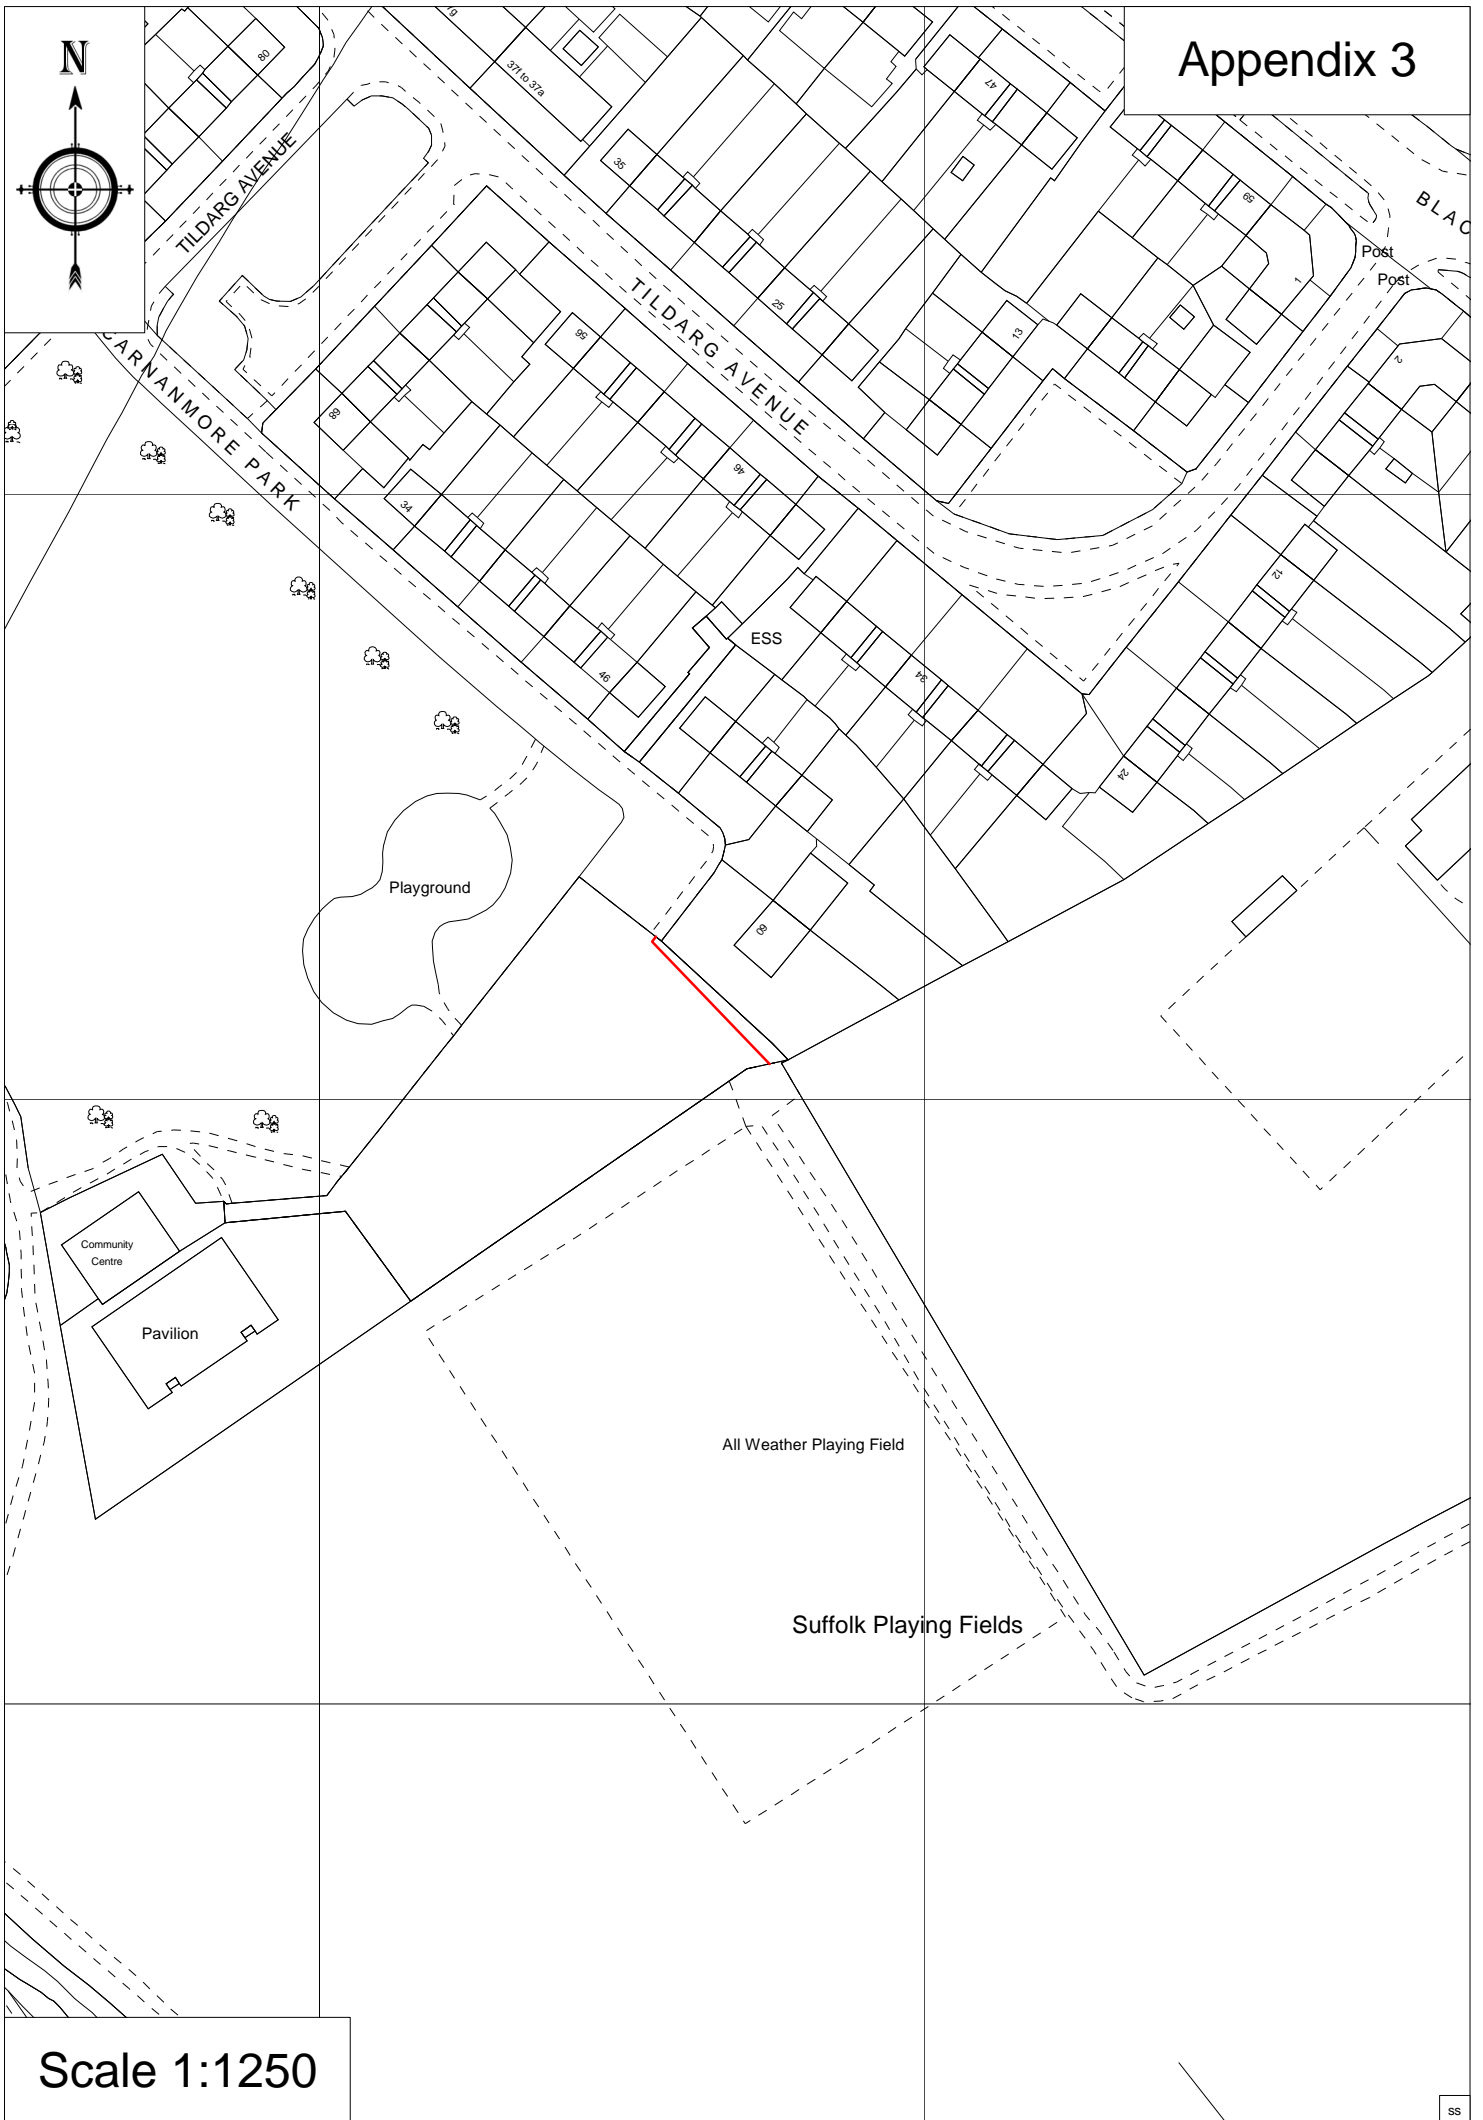 Appendix 3
N
80
37f to 37a
47
35
59
TILDARG AVENUE
BLAC
Post
Post
1
25
13
TILDARG AVENUE
56
2
CARNANMORE PARK
68
46
34
12
ESS
46
34
24
Playground
60
Community
Centre
Pavilion
All Weather Playing Field
Suffolk Playing Fields
Scale 1:1250
ss